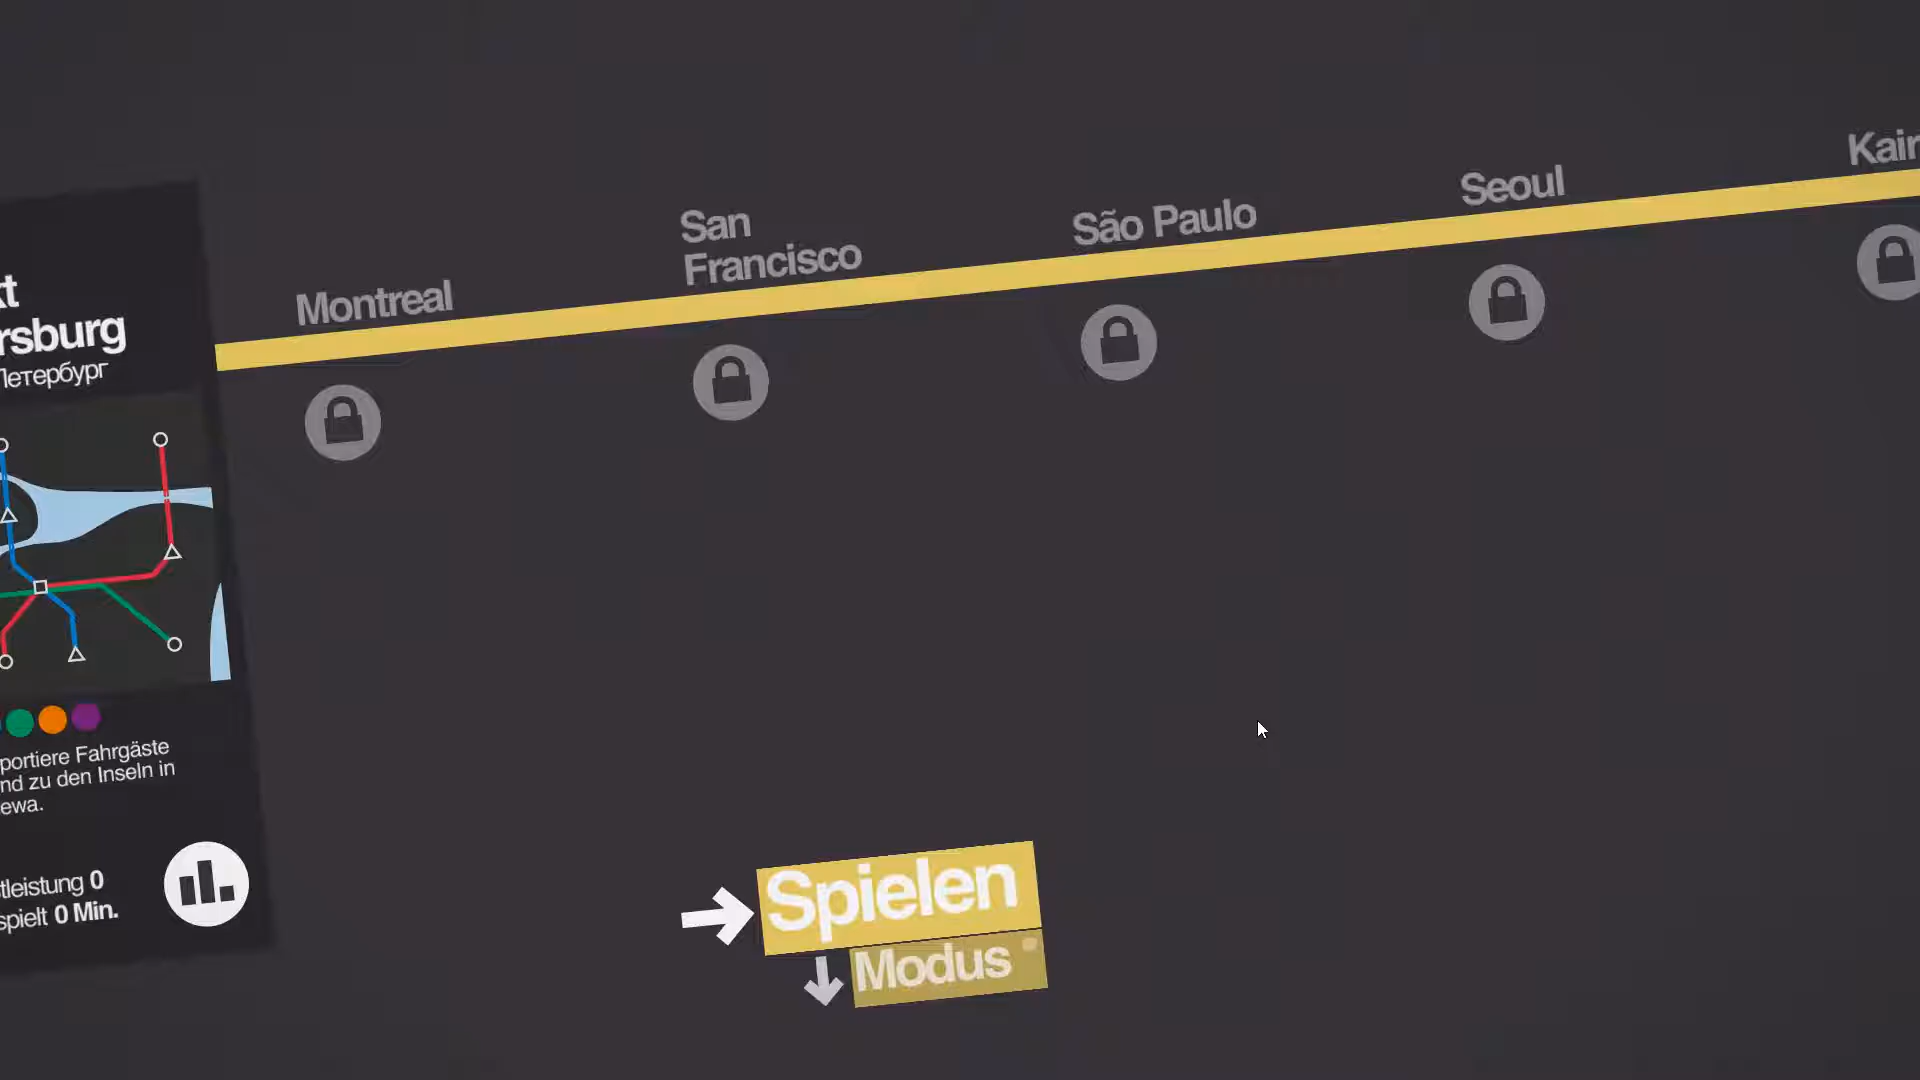 kt
rsburg
Петербург
portiere Fahrgäste
nd zu den Inseln in
ewa.
tleistung 0
spielt 0 Min.
Montreal
San
Francisco
São Paulo
Seoul
Kair
Spielen
Modus